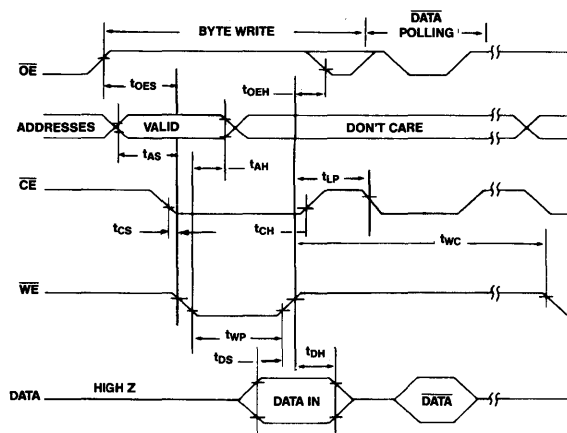 BYTE WRITE
DATA
POLLING
OE
tOES
tOEH
ADDRESSES
VALID
DON'T CARE
tAS
tAH
CE
tLP
tCS
tCH
tWC
WE
tWP
tDS
tDH
DATA
HIGH Z
DATA IN
DATA